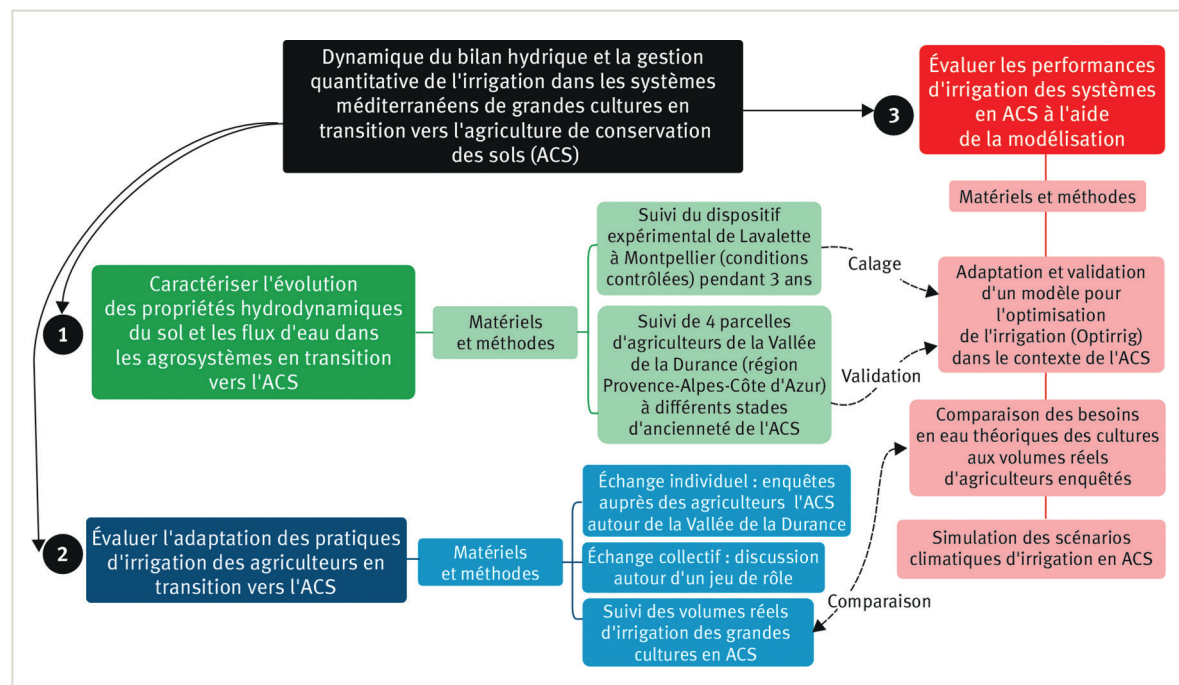 Dynamique du bilan hydrique et la gestion
quantitative de l'irrigation dans les systèmes
méditerranéens de grandes cultures en
transition vers l'agriculture de conservation
des sols (ACS)
1
Caractériser l'évolution
des propriétés hydrodynamiques
du sol et les flux d'eau dans
les agrosystèmes en transition
vers l'ACS
Matériels
et méthodes
Suivi du dispositif
expérimental de Lavalette
à Montpellier (conditions
contrôlées) pendant 3 ans
Suivi de 4 parcelles
d'agriculteurs de la Vallée
de la Durance (région
Provence-Alpes-Côte d'Azur)
à différents stades
d'ancienneté de l'ACS
Calage
Validation
2
Évaluer l'adaptation des pratiques
d'irrigation des agriculteurs en
transition vers l'ACS
Matériels
et méthodes
Échange individuel : enquêtes
auprès des agriculteurs l'ACS
autour de la Vallée de la Durance
Échange collectif : discussion
autour d'un jeu de rôle
Suivi des volumes réels
d'irrigation des grandes
cultures en ACS
Comparaison
3
Évaluer les performances
d'irrigation des systèmes
en ACS à l'aide
de la modélisation
Matériels et méthodes
Adaptation et validation
d'un modèle pour
l'optimisation
de l'irrigation (Optirrig)
dans le contexte de l'ACS
Comparaison des besoins
en eau théoriques des cultures
aux volumes réels
d'agriculteurs enquêtés
Simulation des scénarios
climatiques d'irrigation en ACS